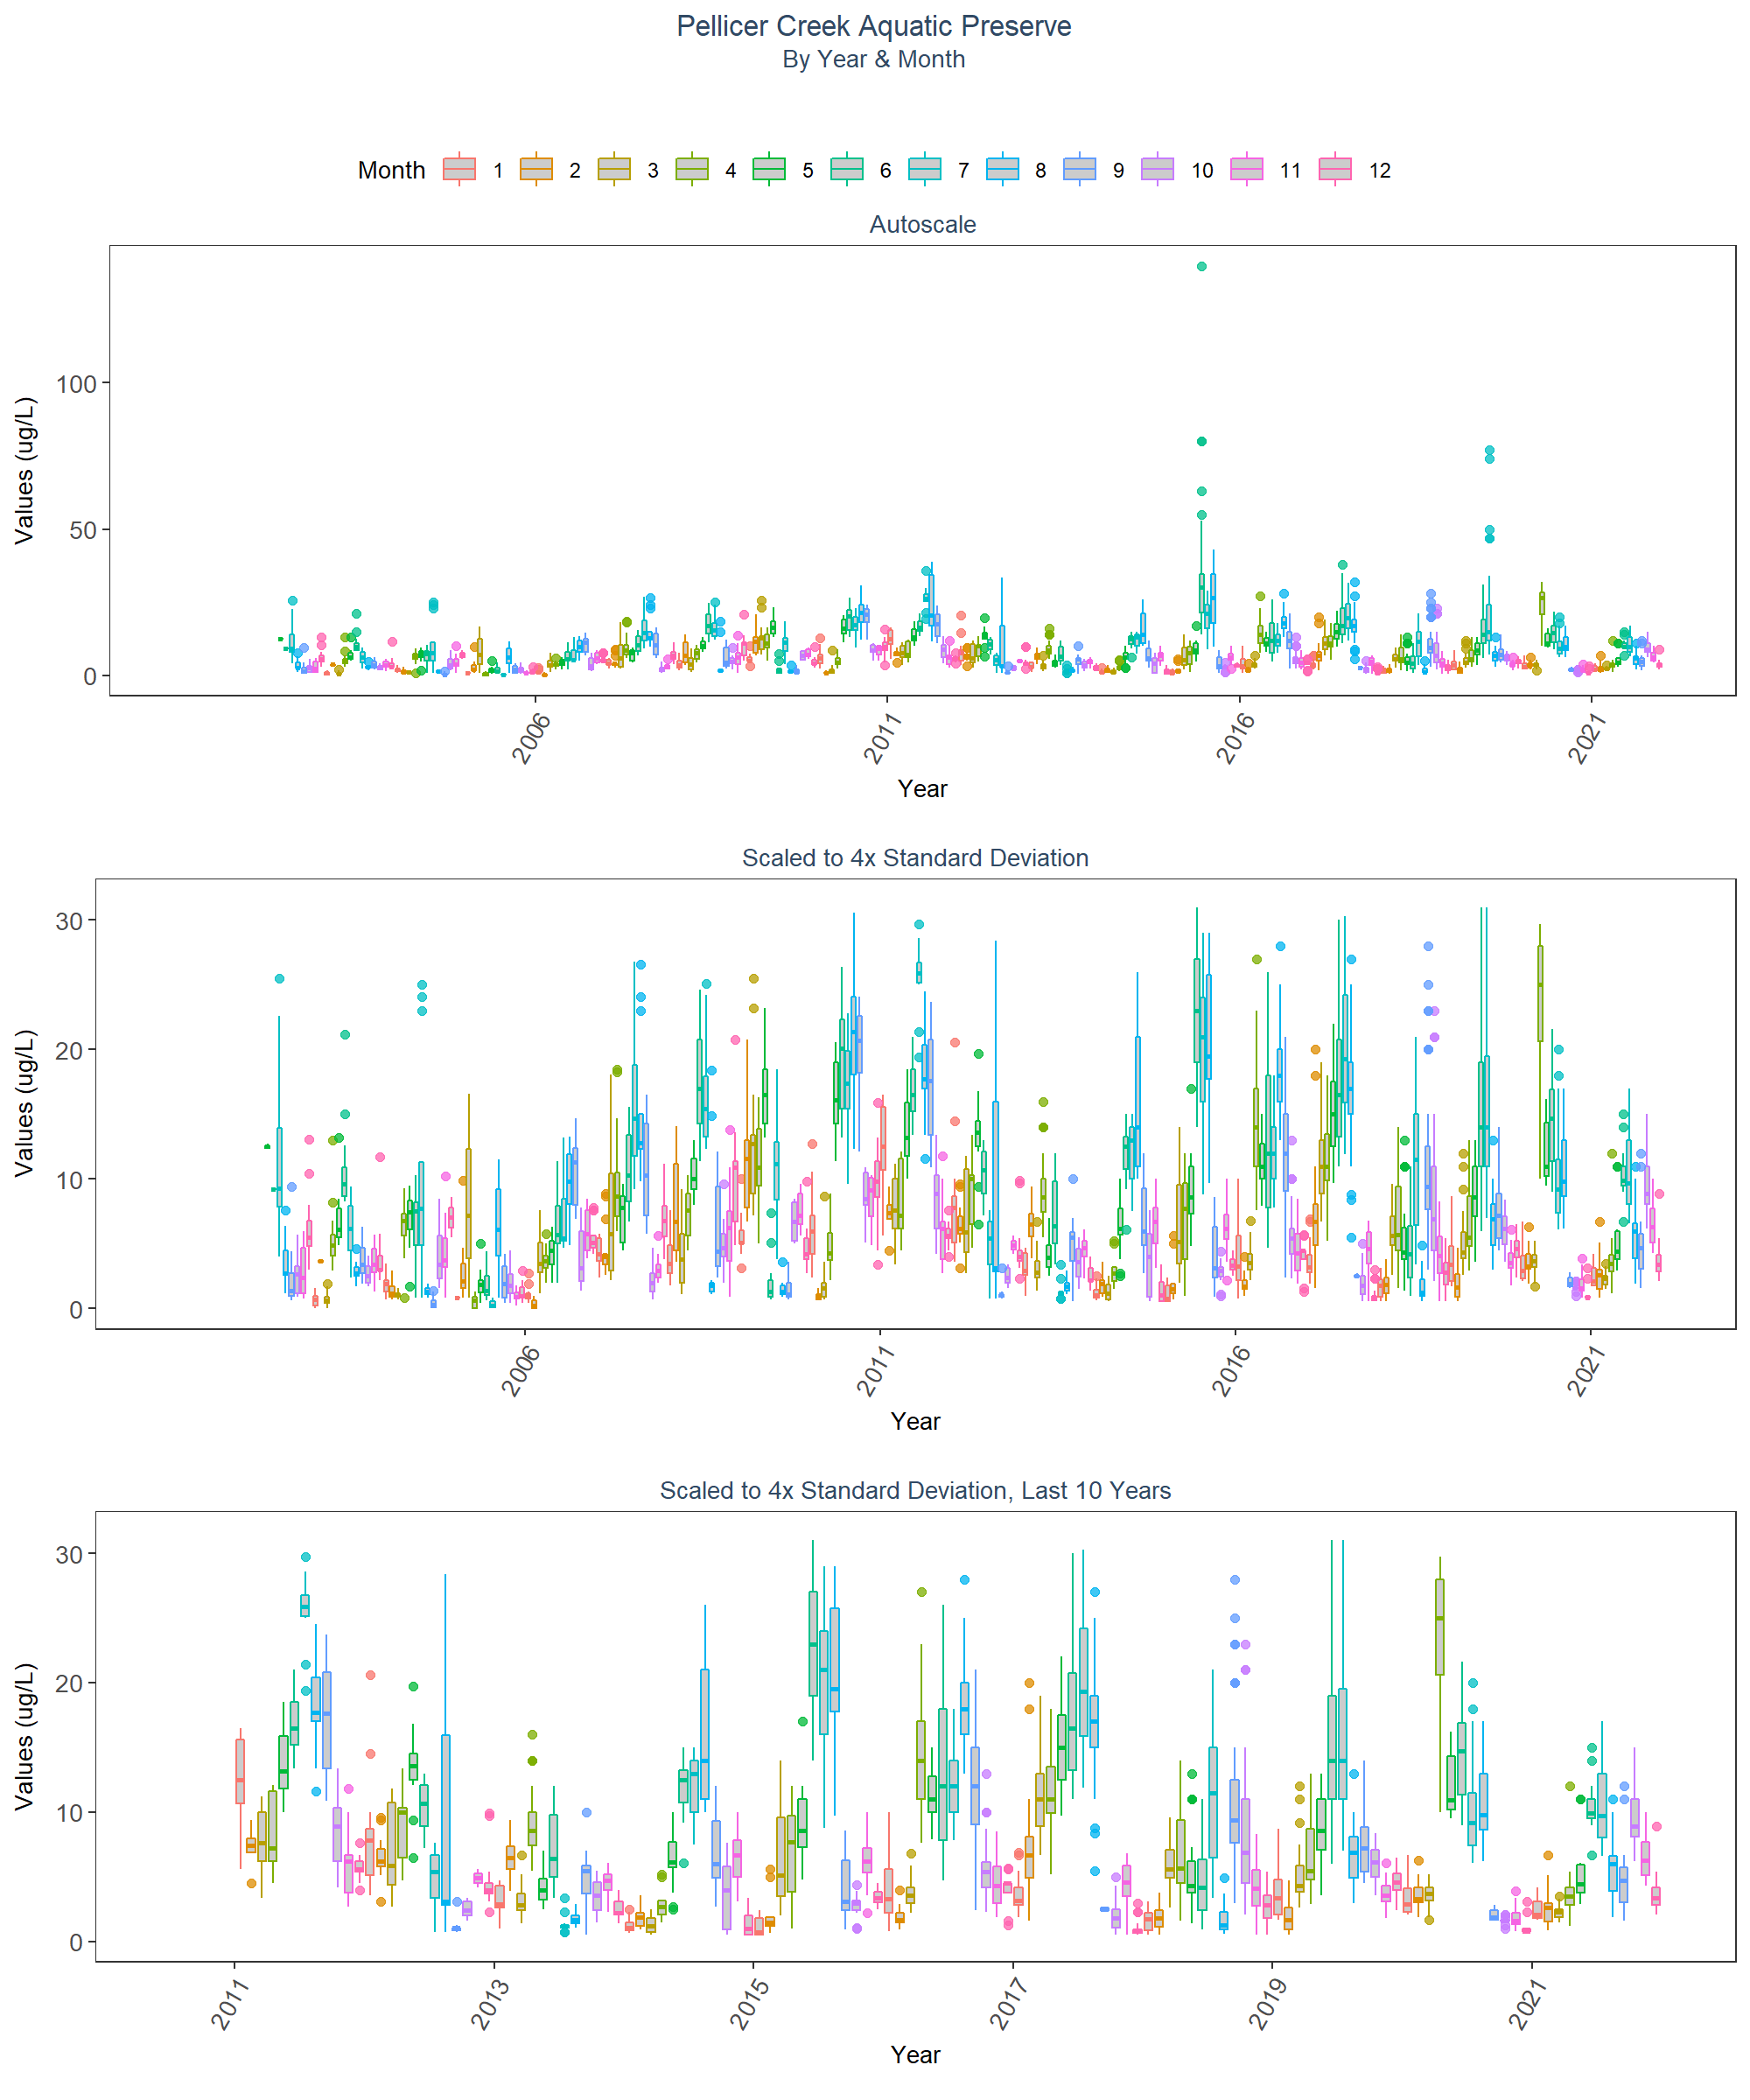 Pellicer Creek Aquatic Preserve
By Year & Month
Month 1 2 3 4 5 6 7 8 9 10 11 12
Autoscale
Values (ug/L)
100
50
0
2006 2011 2016 2021
Year
Scaled to 4x Standard Deviation
Values (ug/L)
30
20
10
0
2006 2011 2016 2021
Year
Scaled to 4x Standard Deviation, Last 10 Years
Values (ug/L)
30
20
10
0
2011 2013 2015 2017 2019 2021
Year